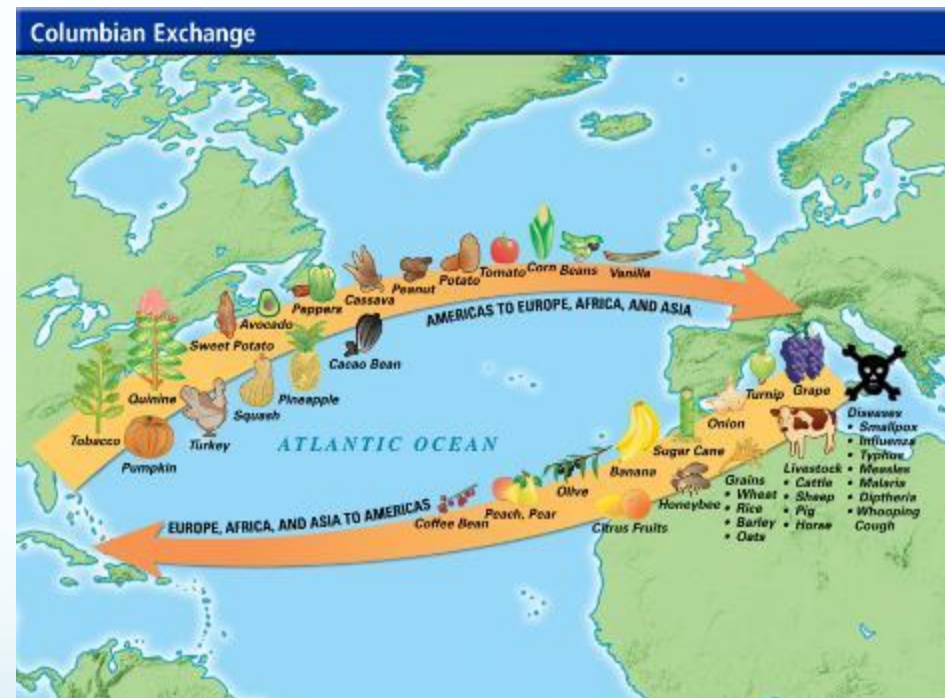 Columbian Exchange
Tobacco
Quinine
Pumpkin
Sweet Potato
Avocado
Turkey
Squash
Peppers
Pineapple
Cassava
Cacao Bean
Peanut
Potato
Tomato
Corn
Beans
Vanilla
AMERICAS TO EUROPE, AFRICA, AND ASIA
ATLANTIC OCEAN
EUROPE, AFRICA, AND ASIA TO AMERICAS
Coffee Bean
Peach, Pear
Olive
Citrus Fruits
Banana
Honeybee
Sugar Cane
Onion
Turnip
Grape
Grains
• Wheat
• Rice
• Barley
• Oats
Livestock
• Cattle
• Sheep
• Pig
• Horse
Diseases
• Smallpox
• Influenza
• Typhus
• Measles
• Malaria
• Diptheria
• Whooping
Cough